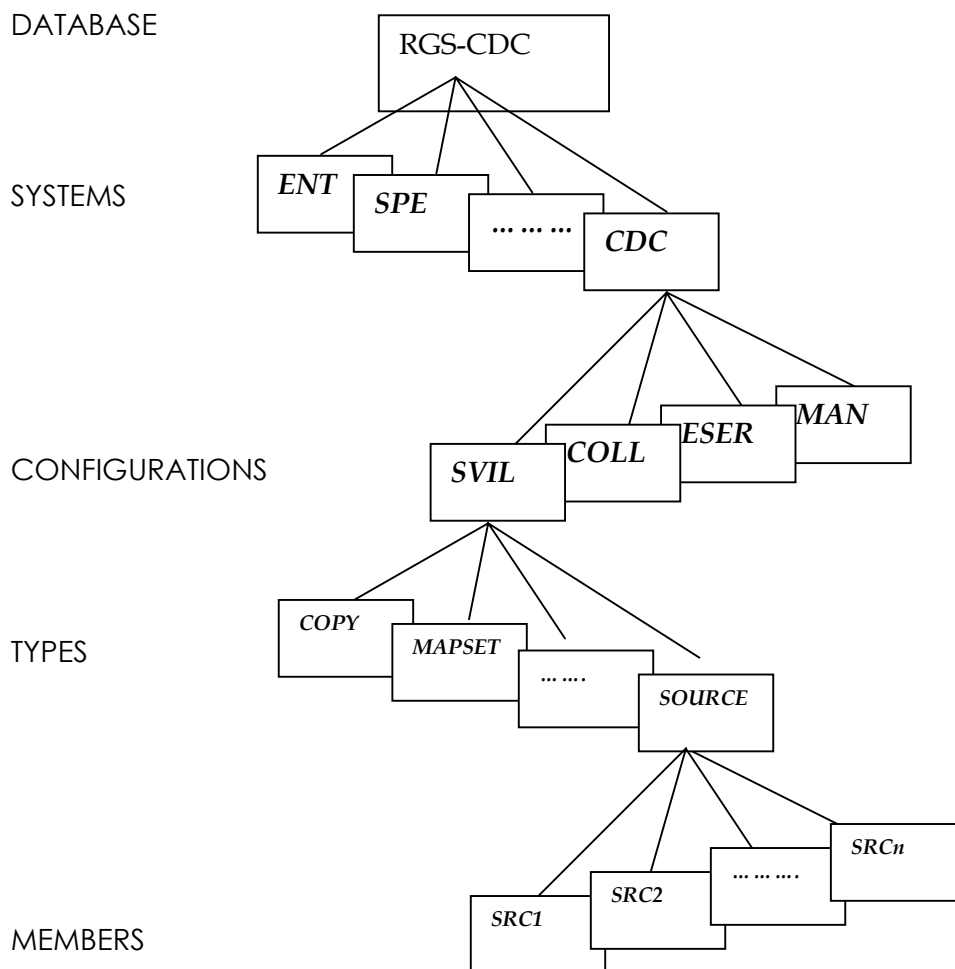 DATABASE
RGS-CDC
SYSTEMS
ENT
SPE
... ... ...
CDC
CONFIGURATIONS
SVIL
COLL
ESER
MAN
TYPES
COPY
MAPSET
... ... .
SOURCE
MEMBERS
SRC1
SRC2
... ... ... .
SRCn